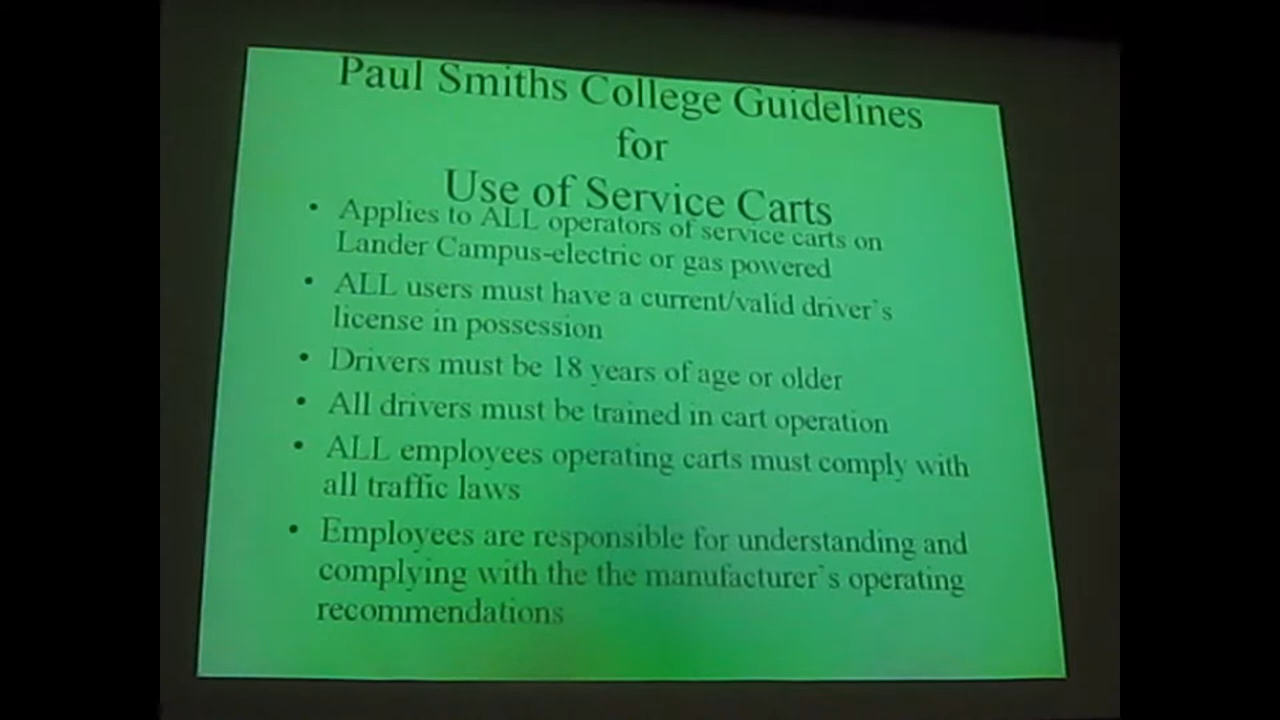 Paul Smiths College Guidelines
for
Use of Service Carts
• Applies to ALL operators of service carts on
Lander Campus-electric or gas powered
• ALL users must have a current/valid driver`s
license in possession
• Drivers must be 18 years of age or older
• All drivers must be trained in cart operation
• ALL employees operating carts must comply with
all traffic laws
• Employees are responsible for understanding and
complying with the the manufacturer`s operating
recommendations